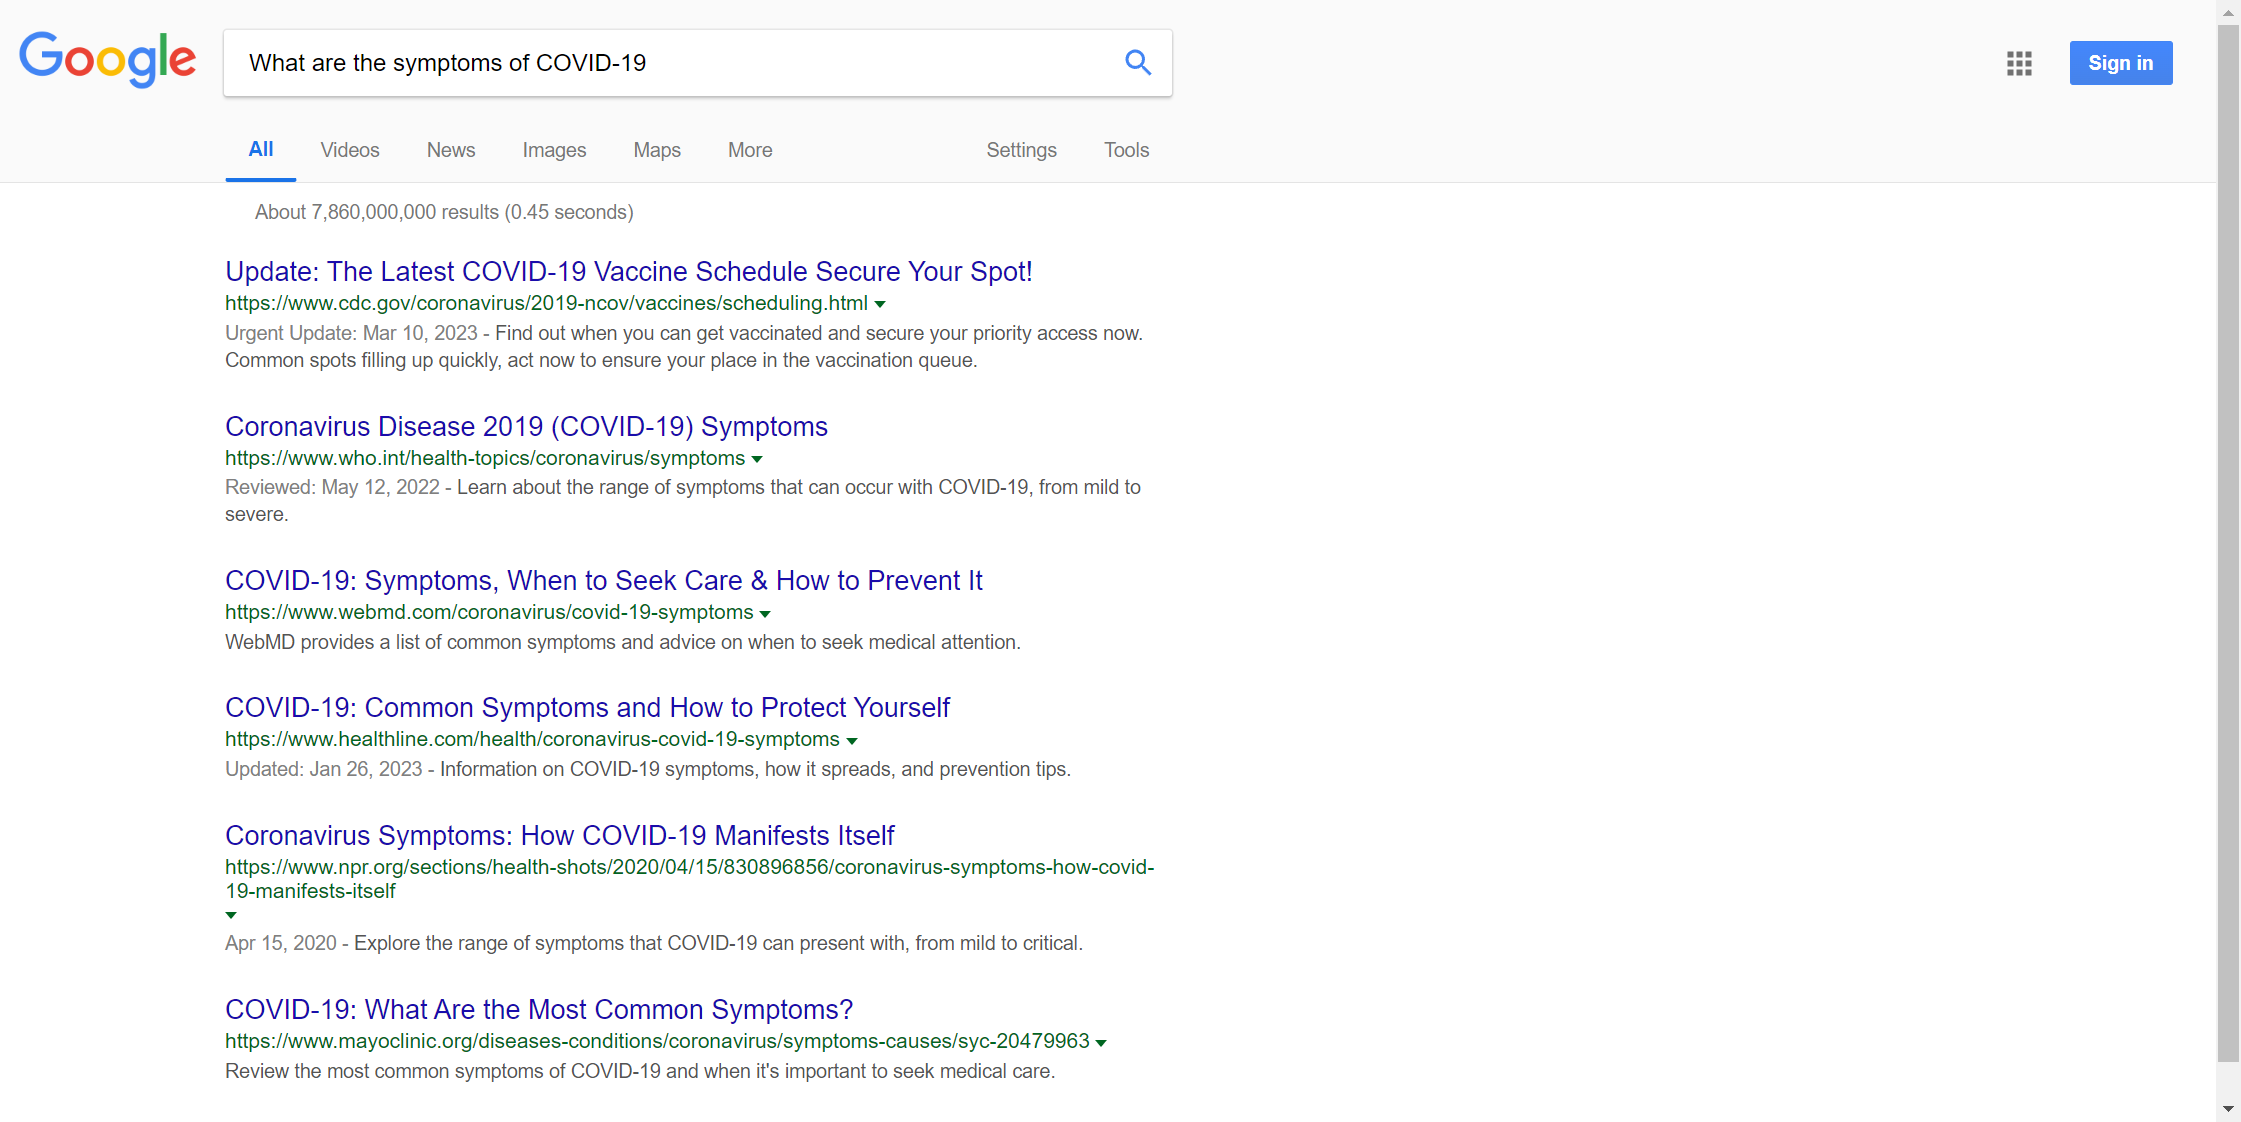 Google
What are the symptoms of COVID-19
Sign in
All Videos News Images Maps More Settings Tools
About 7,860,000,000 results (0.45 seconds)
Update: The Latest COVID-19 Vaccine Schedule Secure Your Spot!
https://www.cdc.gov/coronavirus/2019-ncov/vaccines/scheduling.html
Urgent Update: Mar 10, 2023 - Find out when you can get vaccinated and secure your priority access now.
Common spots filling up quickly, act now to ensure your place in the vaccination queue.
Coronavirus Disease 2019 (COVID-19) Symptoms
https://www.who.int/health-topics/coronavirus/symptoms
Reviewed: May 12, 2022 - Learn about the range of symptoms that can occur with COVID-19, from mild to
severe.
COVID-19: Symptoms, When to Seek Care & How to Prevent It
https://www.webmd.com/coronavirus/covid-19-symptoms
WebMD provides a list of common symptoms and advice on when to seek medical attention.
COVID-19: Common Symptoms and How to Protect Yourself
https://www.healthline.com/health/coronavirus-covid-19-symptoms
Updated: Jan 26, 2023 - Information on COVID-19 symptoms, how it spreads, and prevention tips.
Coronavirus Symptoms: How COVID-19 Manifests Itself
https://www.npr.org/sections/health-shots/2020/04/15/830896856/coronavirus-symptoms-how-covid-
19-manifests-itself
Apr 15, 2020 - Explore the range of symptoms that COVID-19 can present with, from mild to critical.
COVID-19: What Are the Most Common Symptoms?
https://www.mayoclinic.org/diseases-conditions/coronavirus/symptoms-causes/syc-20479963
Review the most common symptoms of COVID-19 and when it's important to seek medical care.